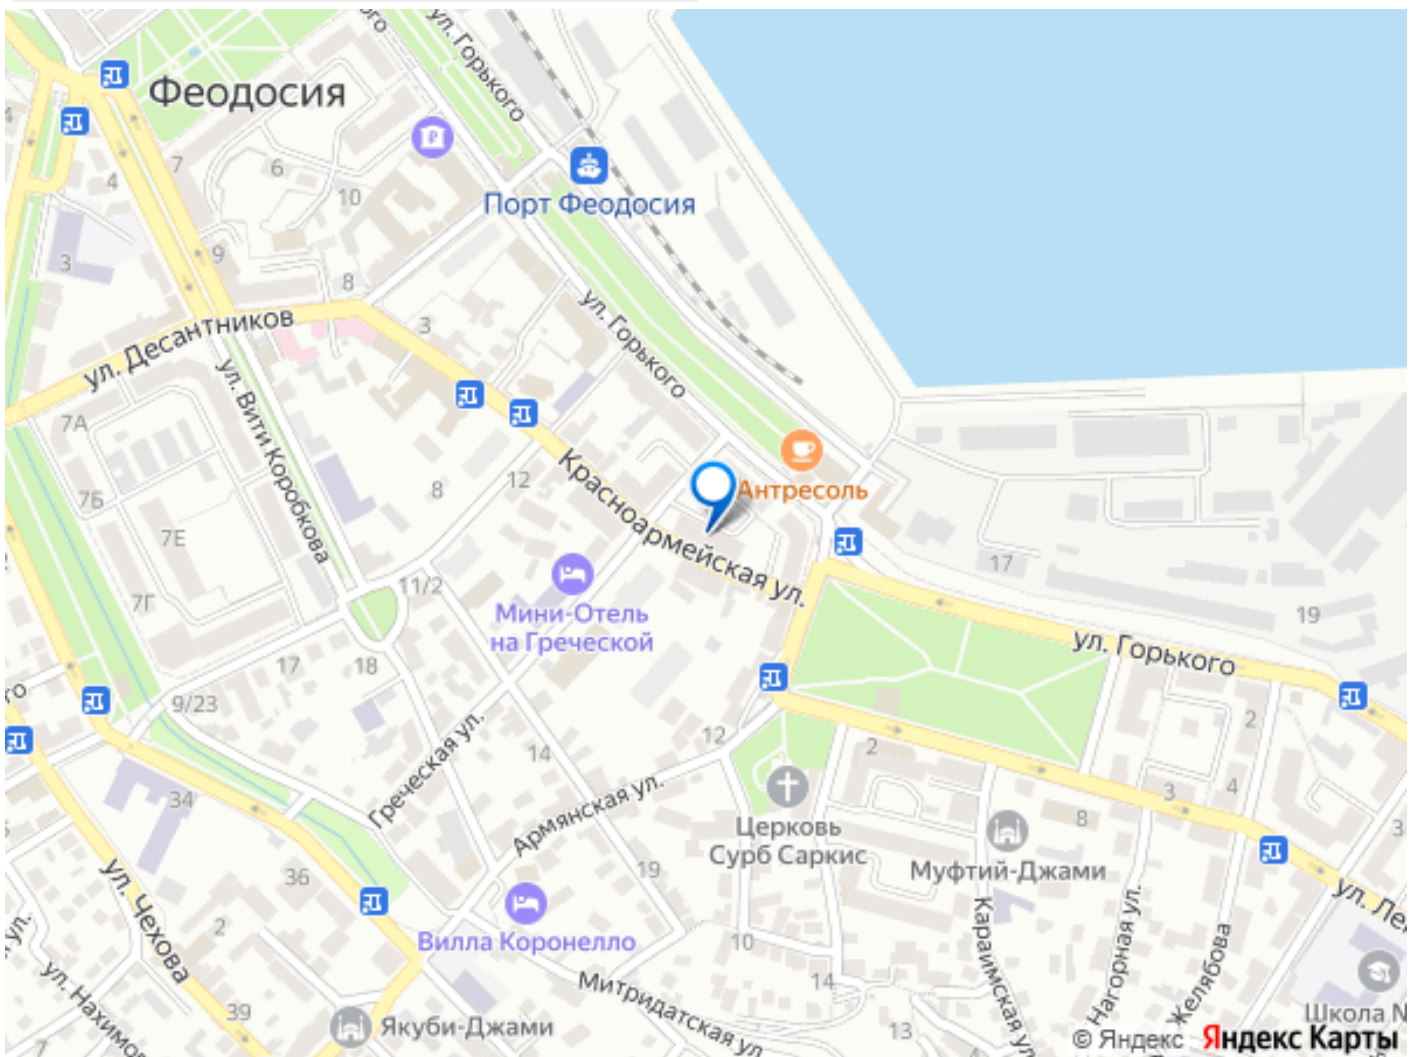 ул. Горького
Феодосия
4
7
6
10
4
Порт Феодосия
3
9
8
ул. Горького
3
ул. Десантников
ул. Вити Коробкова
7А
12
8
7Б
Красноармейская ул.
Антресоль
7Е
17
11/2
7Г
Мини-Отель
на Греческой
19
ул. Горького
17
18
9/23
2
12
Греческая ул.
14
2
4
3
34
Армянская ул.
8
3
Церковь
Сурб Саркис
Муфтий-Джами
19
36
ул. Чехова
2
Вилла Коронелло
10
Караимская ул.
Нагорная ул.
Желябова
14
Митридатская ул.
39
Якуби-Джами
13
Школа N
© Яндекс Яндекс Карты